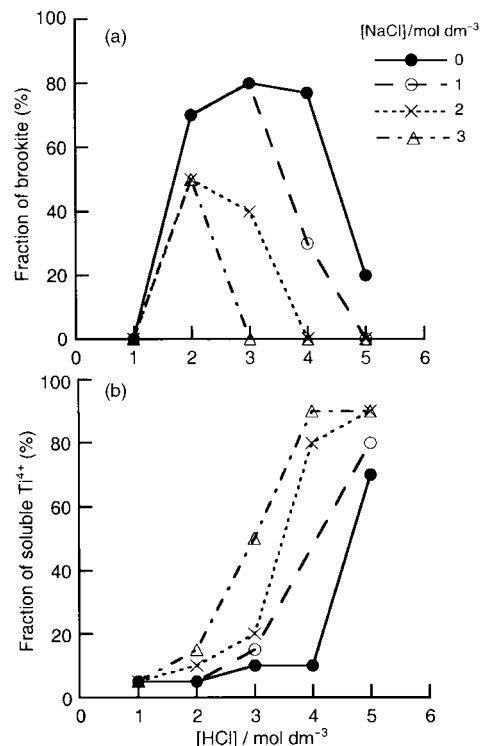 (a)
[NaCl]/mol dm⁻³
0
1
2
3
Fraction of brookite (%)
100
80
60
40
20
0
0 1 2 3 4 5 6
(b)
Fraction of soluble Ti⁴⁺ (%)
100
80
60
40
20
0
0 1 2 3 4 5 6
[HCl] / mol dm⁻³